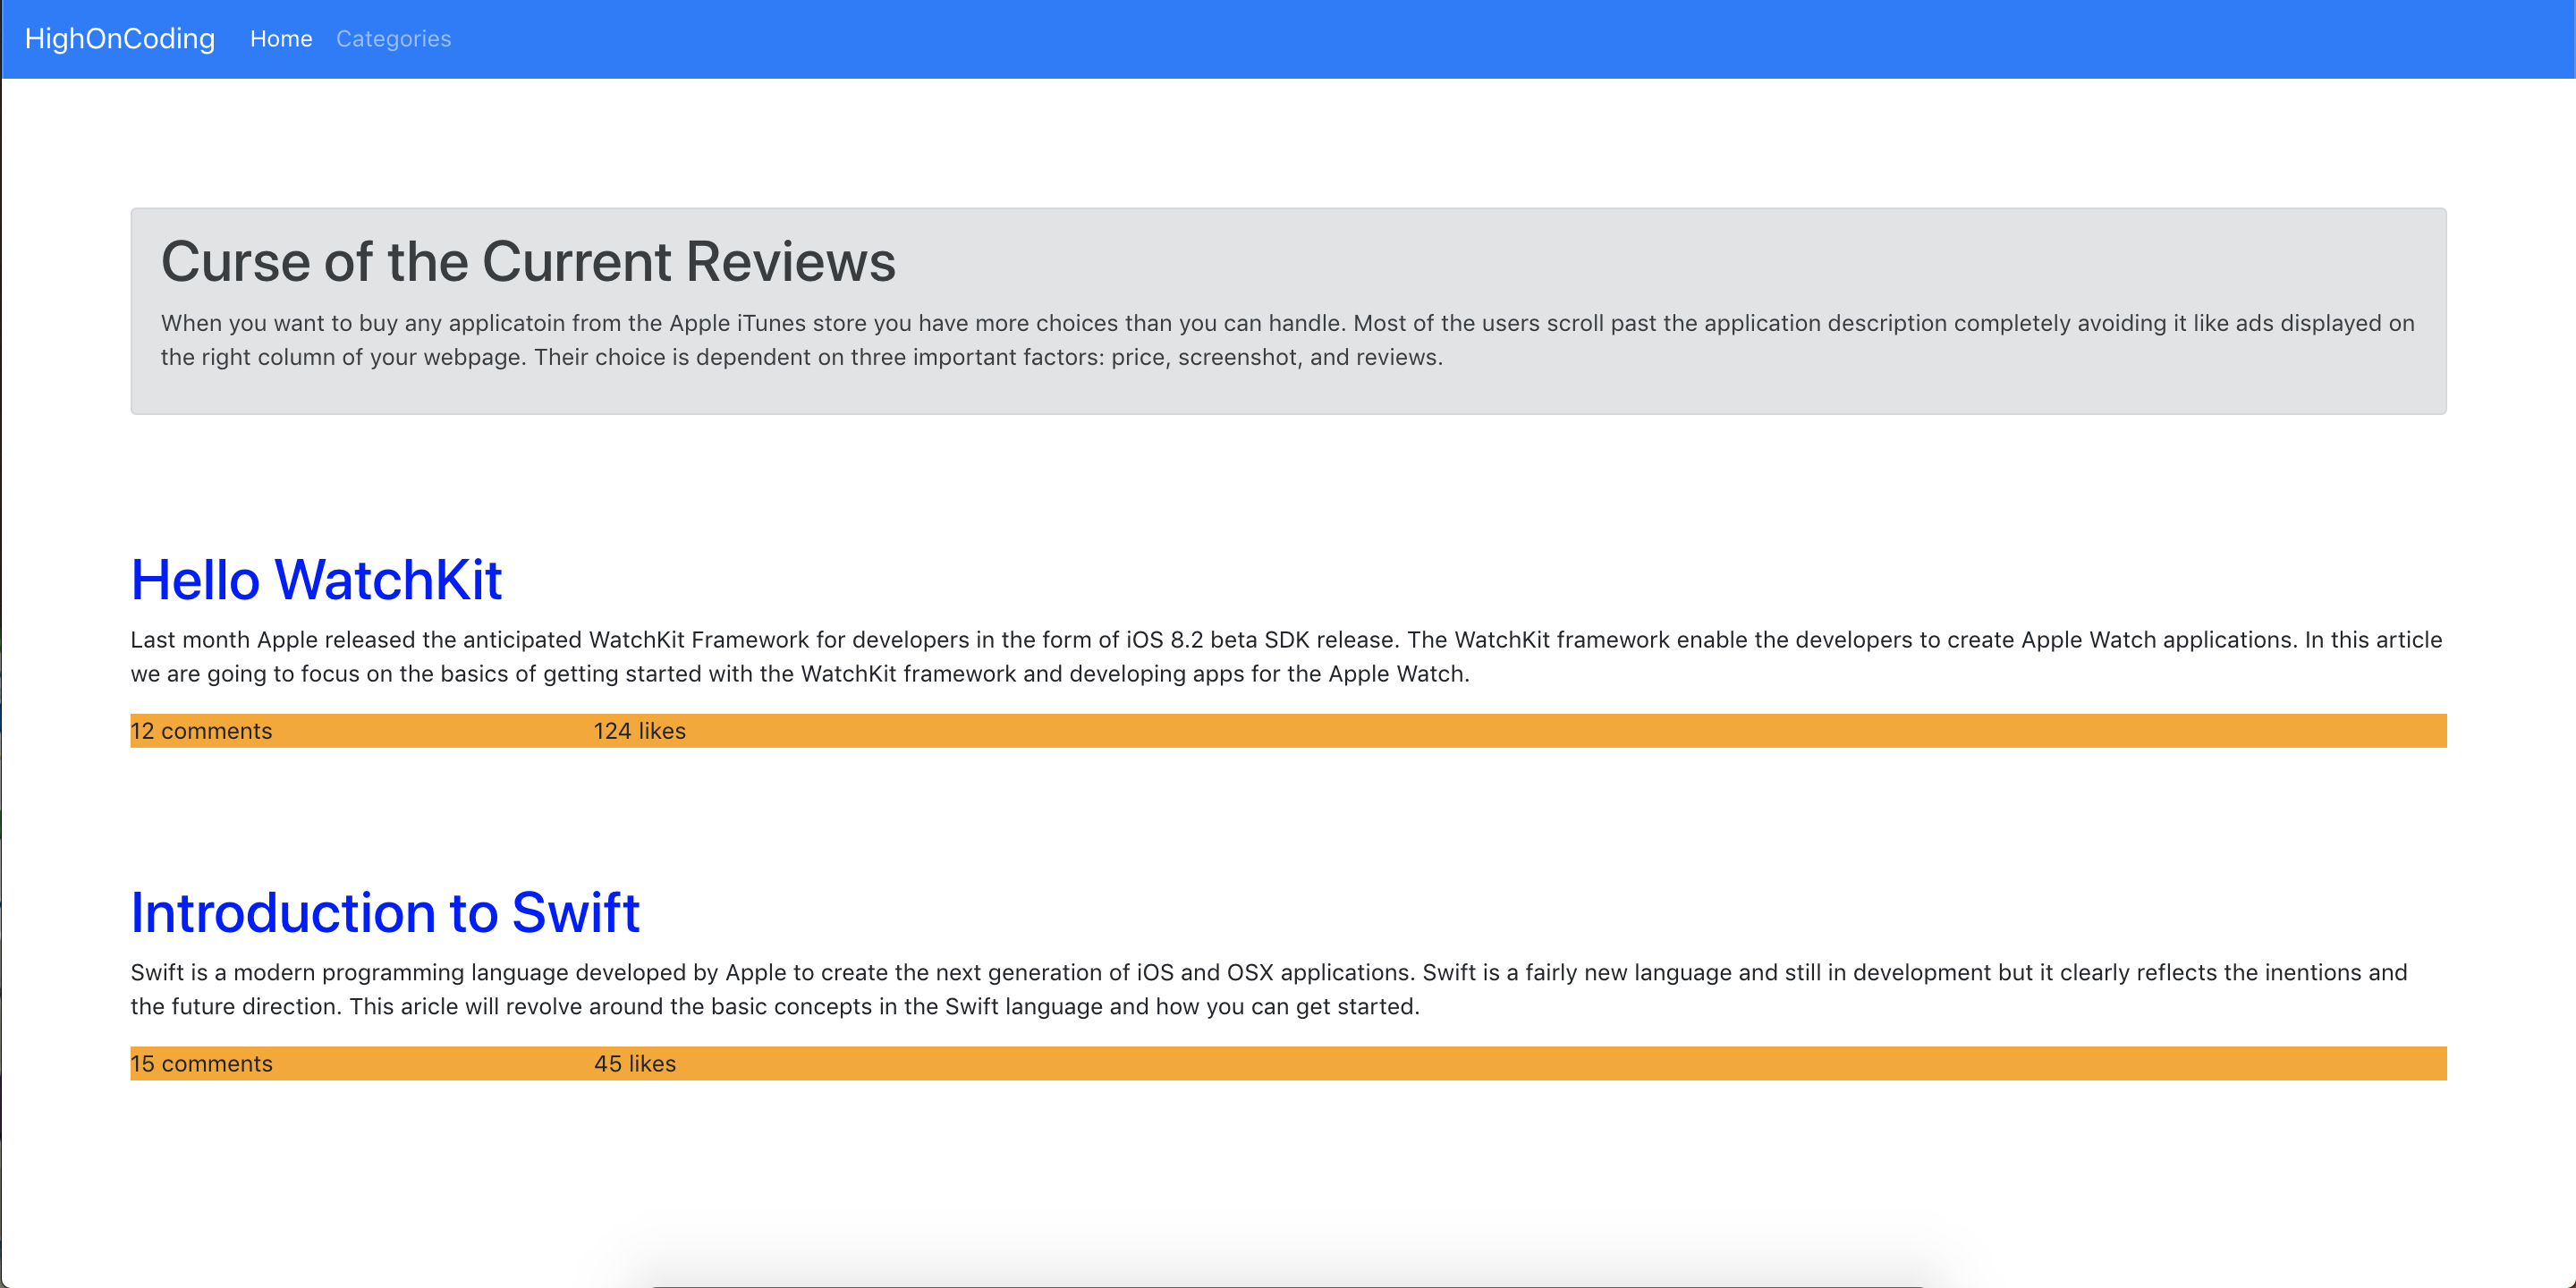 HighOnCoding Home Categories
Curse of the Current Reviews
When you want to buy any applicatoin from the Apple iTunes store you have more choices than you can handle. Most of the users scroll past the application description completely avoiding it like ads displayed on
the right column of your webpage. Their choice is dependent on three important factors: price, screenshot, and reviews.
Hello WatchKit
Last month Apple released the anticipated WatchKit Framework for developers in the form of iOS 8.2 beta SDK release. The WatchKit framework enable the developers to create Apple Watch applications. In this article
we are going to focus on the basics of getting started with the WatchKit framework and developing apps for the Apple Watch.
12 comments 124 likes
Introduction to Swift
Swift is a modern programming language developed by Apple to create the next generation of iOS and OSX applications. Swift is a fairly new language and still in development but it clearly reflects the inentions and
the future direction. This aricle will revolve around the basic concepts in the Swift language and how you can get started.
15 comments 45 likes